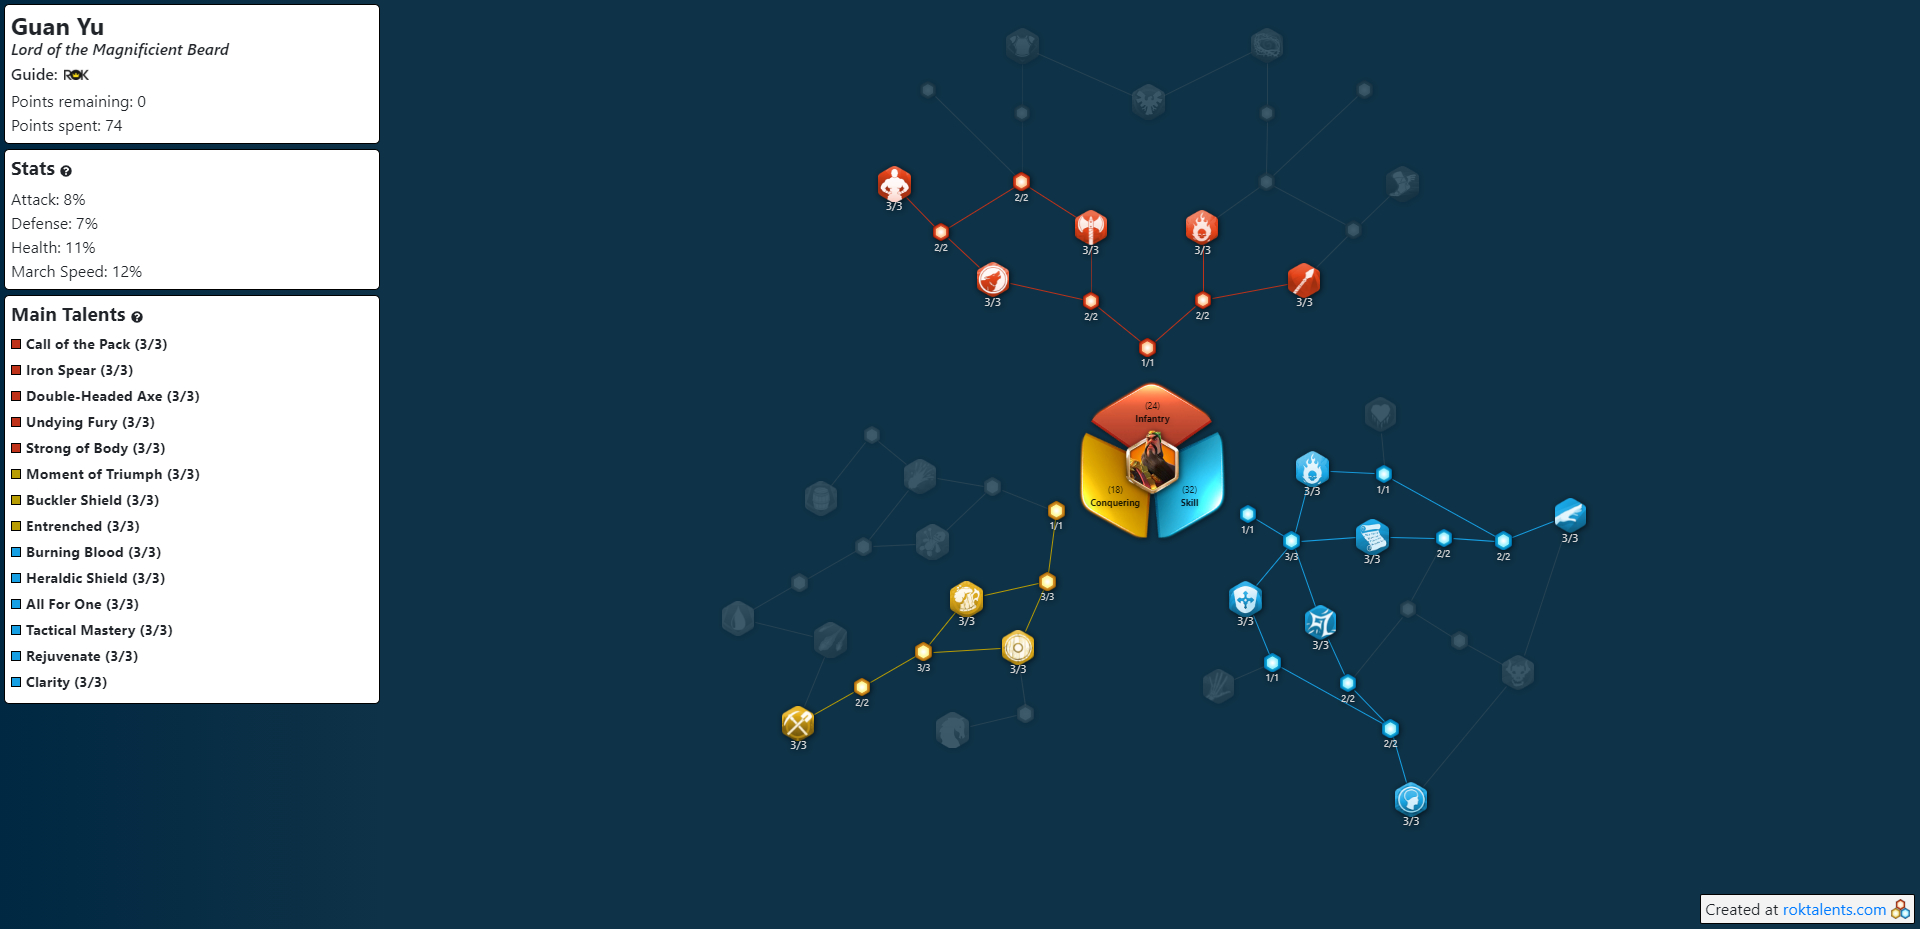 Guan Yu
Lord of the Magnificient Beard
Guide: ROK
Points remaining: 0
Points spent: 74
Stats ?
Attack: 8%
Defense: 7%
Health: 11%
March Speed: 12%
Main Talents ?
Call of the Pack (3/3)
Iron Spear (3/3)
Double-Headed Axe (3/3)
Undying Fury (3/3)
Strong of Body (3/3)
Moment of Triumph (3/3)
Buckler Shield (3/3)
Entrenched (3/3)
Burning Blood (3/3)
Heraldic Shield (3/3)
All For One (3/3)
Tactical Mastery (3/3)
Rejuvenate (3/3)
Clarity (3/3)
3/3
2/2
2/2
3/3
3/3
3/3
2/2
3/3
2/2
3/3
1/1
(24)
Infantry
(18)
Conquering
(32)
Skill
1/1
3/3
3/3
3/3
3/3
2/2
3/3
1/1
3/3
3/3
1/1
3/3
2/2
2/2
3/3
3/3
3/3
1/1
2/2
2/2
3/3
Created at roktalents.com